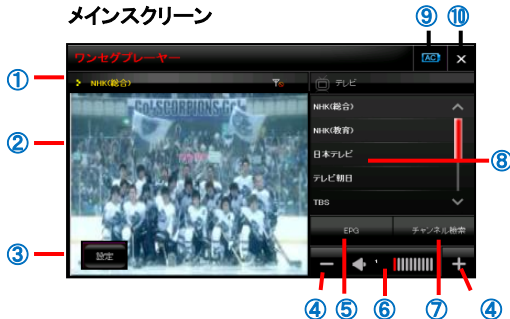 メインスクリーン
⑨ ⑩
ワンセグプレーヤー AC ×
① NHK(総合) テレビ
② NHK(総合)
NHK(教育)
日本テレビ ⑧
テレビ朝日
TBS
Go!SCORPIONS·Go!
EPG チャンネル検索
③ 設定
④ ⑤ ⑥ ⑦ ④